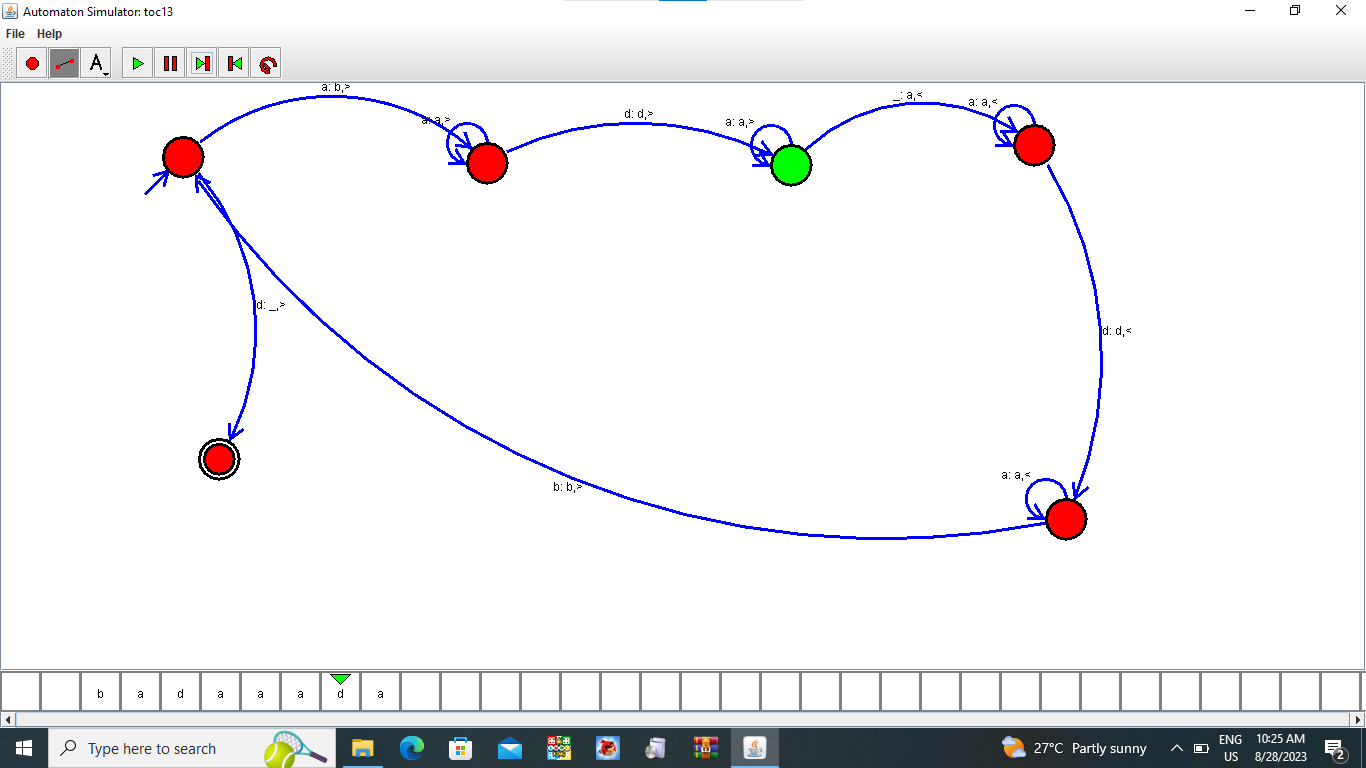 Automaton Simulator: toc13
File Help
A
a: b,>
a: a,>
d: d,>
a: a,>
_: a,<
a: a,<
d: _,>
d: d,<
b: b,>
a: a,<
b a d a a a d a
Type here to search
27°C Partly sunny
ENG
US
10:25 AM
8/28/2023
2